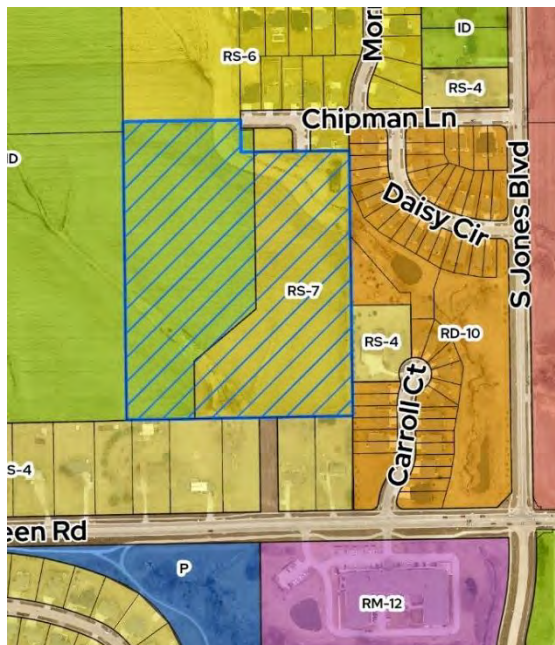 ID
RS-6
Mor
RS-4
Chipman Ln
ID
Daisy Cir
S Jones Blvd
RS-7
RS-4
RD-10
Carroll Ct
S-4
een Rd
P
RM-12